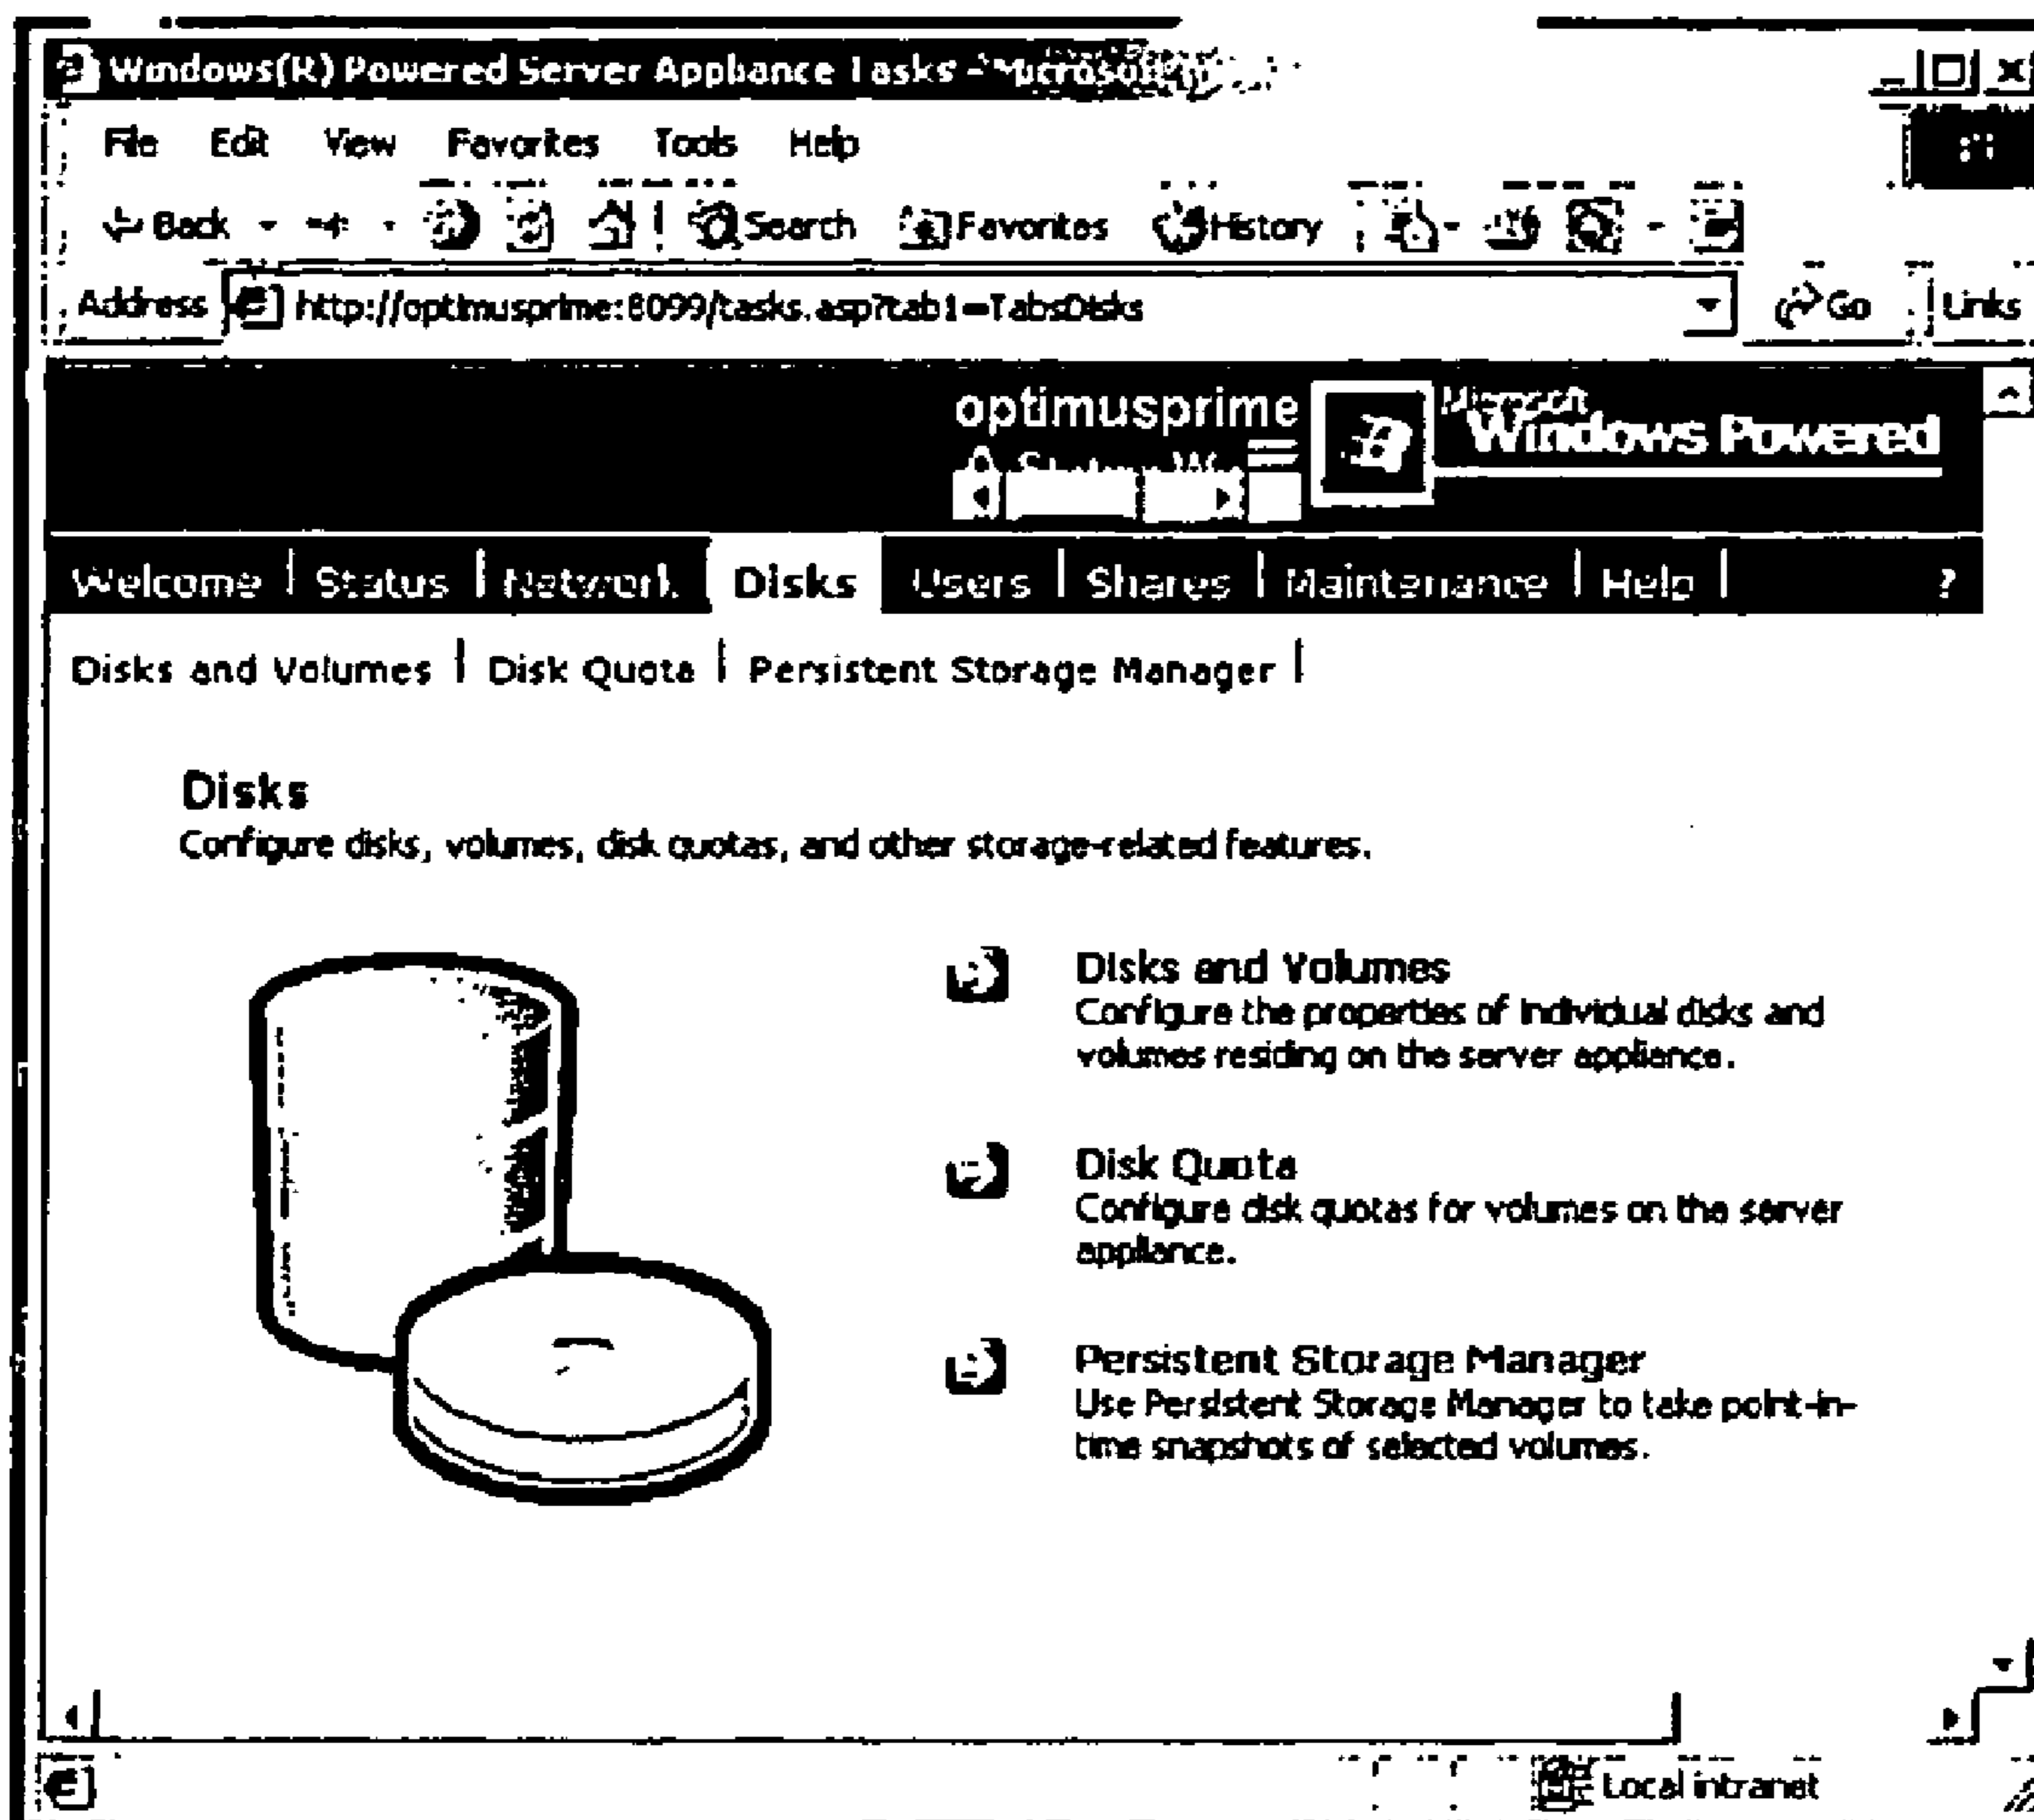 Windows(R) Powered Server Appliance Tasks - Microsoft
File Edit View Favorites Tools Help
Back Search Favorites History
Address http://optimusprime:8099/tasks.asp?tab1=TabsDisks Go Links
optimusprime Microsoft
Windows Powered
Welcome | Status | Network Disks Users | Shares | Maintenance | Help | ?
Disks and Volumes | Disk Quota | Persistent Storage Manager |
Disks
Configure disks, volumes, disk quotas, and other storage-related features.
Disks and Volumes
Configure the properties of individual disks and
volumes residing on the server appliance.
Disk Quota
Configure disk quotas for volumes on the server
appliance.
Persistent Storage Manager
Use Persistent Storage Manager to take point-in-
time snapshots of selected volumes.
Local intranet